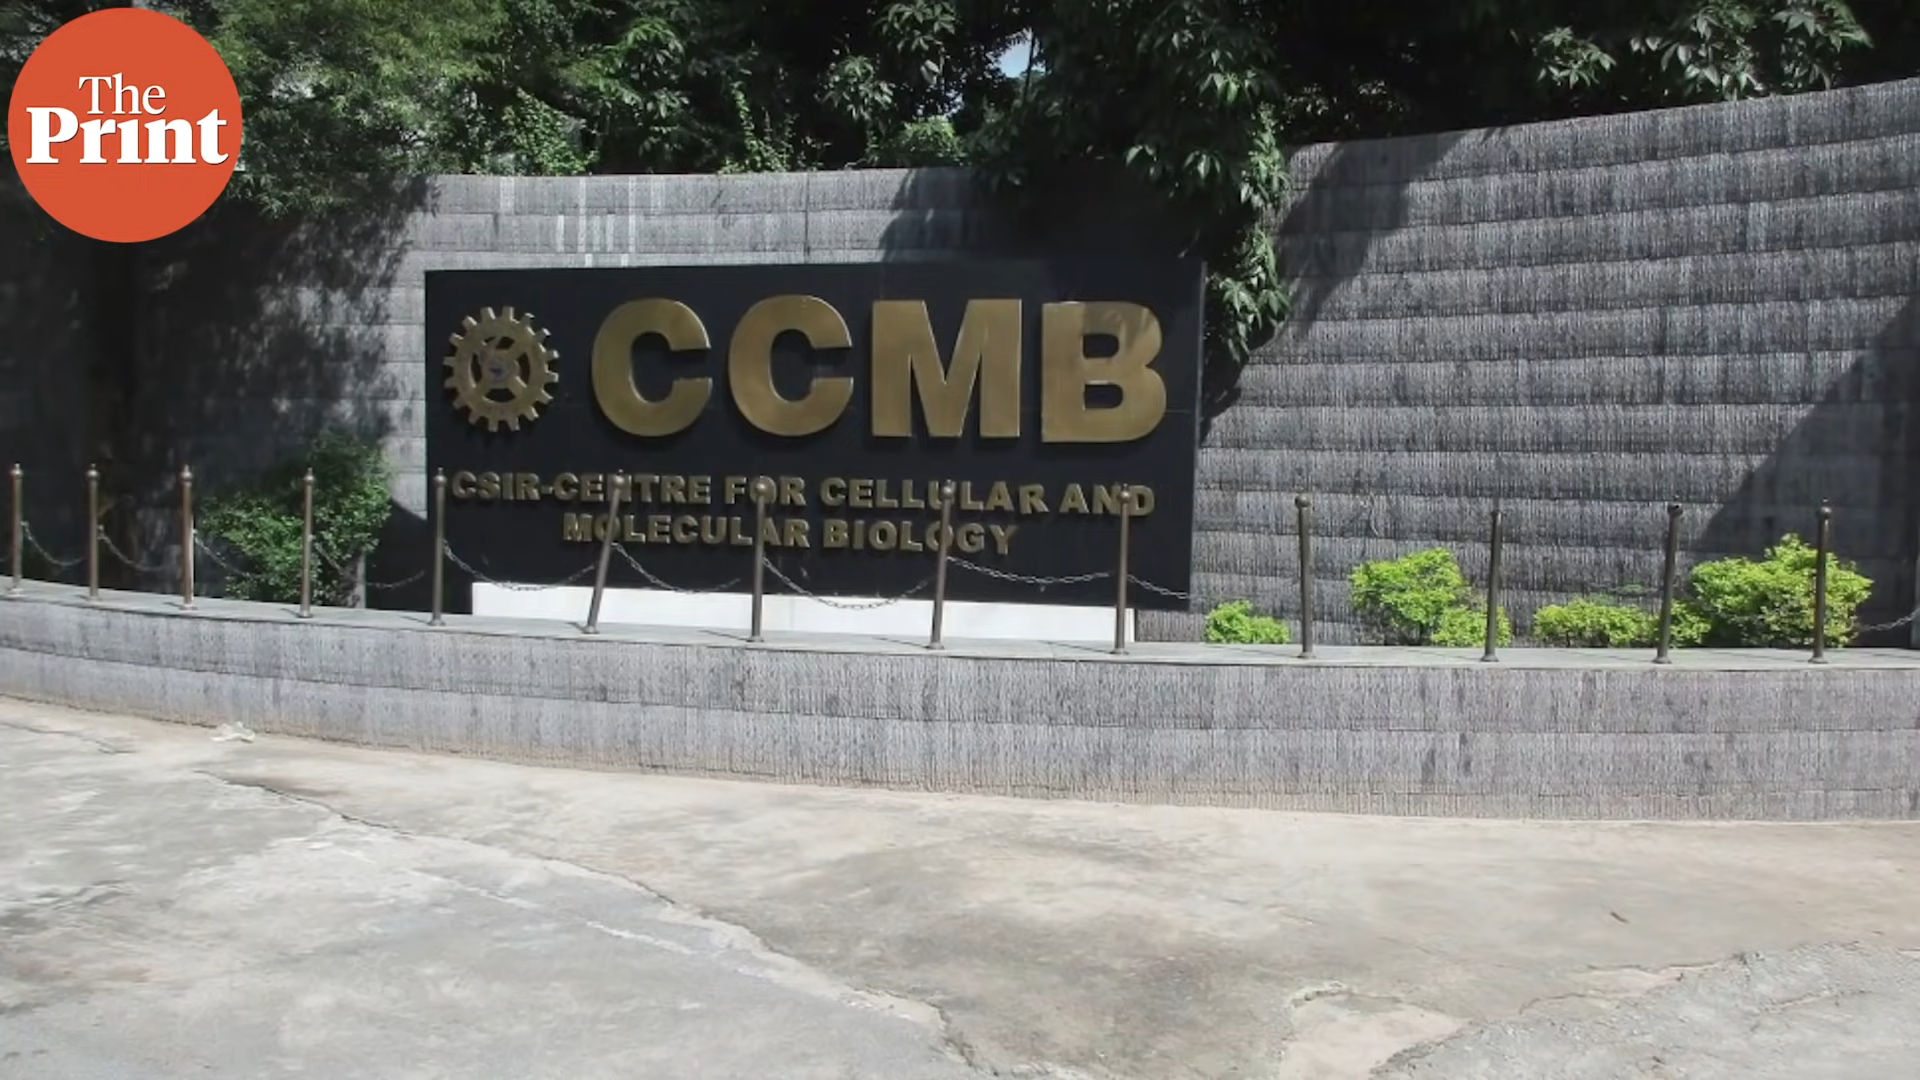 The
Print
CCMB
CSIR-CENTRE FOR CELLULAR AND
MOLECULAR BIOLOGY